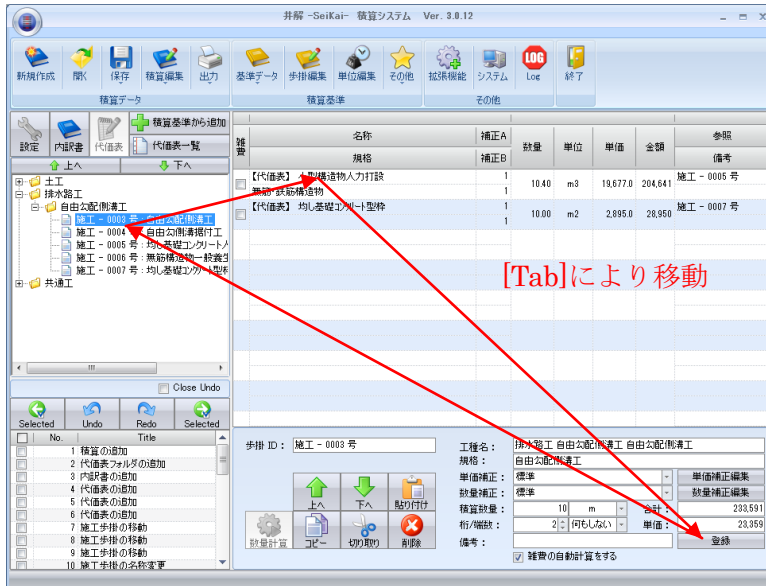 井解 -SeiKai- 積算システム Ver. 3.0.12
新規作成 開く 保存 積算編集 出力 基準データ 歩掛編集 単位編集 その他 拡張機能 システム LOG Log 終了
積算データ 積算基準 その他
設定 内訳書 代価表 積算基準から追加
代価表一覧
上へ 下へ
土工
排水路工
自由勾配側溝工
施工 - 0003 号 : 自由勾配側溝工
施工 - 0004 号 : 自由勾側溝据付工
施工 - 0005 号 : 均し基礎コンクリート人
施工 - 0006 号 : 無筋構造物一般養生
施工 - 0007 号 : 均し基礎コンクリート型枠
共通工
雑費 名称 補正A 数量 単位 単価 金額 参照
規格 補正B 備考
【代価表】 小型構造物人力打設 1 10.40 m3 19,677.0 204,641 施工 - 0005 号
無筋・鉄筋構造物 1
【代価表】 均し基礎コンクリート型枠 1 10.00 m2 2,895.0 28,950 施工 - 0007 号
1
[Tab]により移動
Close Undo
Selected Undo Redo Selected
No. Title
1 積算の追加
2 代価表フォルダの追加
3 内訳書の追加
4 代価表の追加
5 代価表の追加
6 代価表の追加
7 施工歩掛の移動
8 施工歩掛の移動
9 施工歩掛の移動
10 施工歩掛の名称変更
歩掛 ID : 施工 - 0003 号
上へ 下へ 貼り付け
数量計算 コピー 切り取り 削除
工種名 : 排水路工 自由勾配側溝工 自由勾配側溝工
規格 : 自由勾配側溝工
単価補正 : 標準 単価補正編集
数量補正 : 標準 数量補正編集
積算数量 : 10 m 合計 : 233,591
桁/端数 : 2 何もしない 単価 : 23,359
備考 : 登録
雑費の自動計算をする